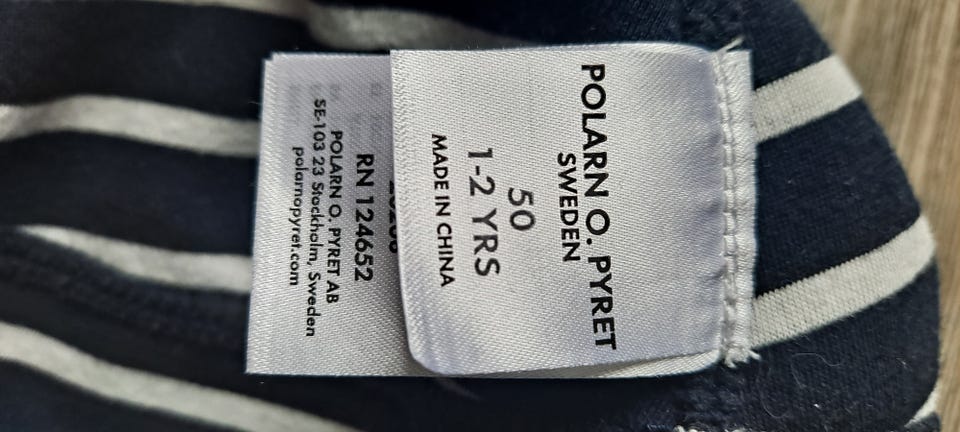 POLARN O. PYRET
SWEDEN
50
1-2 YRS
MADE IN CHINA
RN 124652
POLARN O. PYRET AB
SE-103 23 Stockholm, Sweden
polarnopyret.com